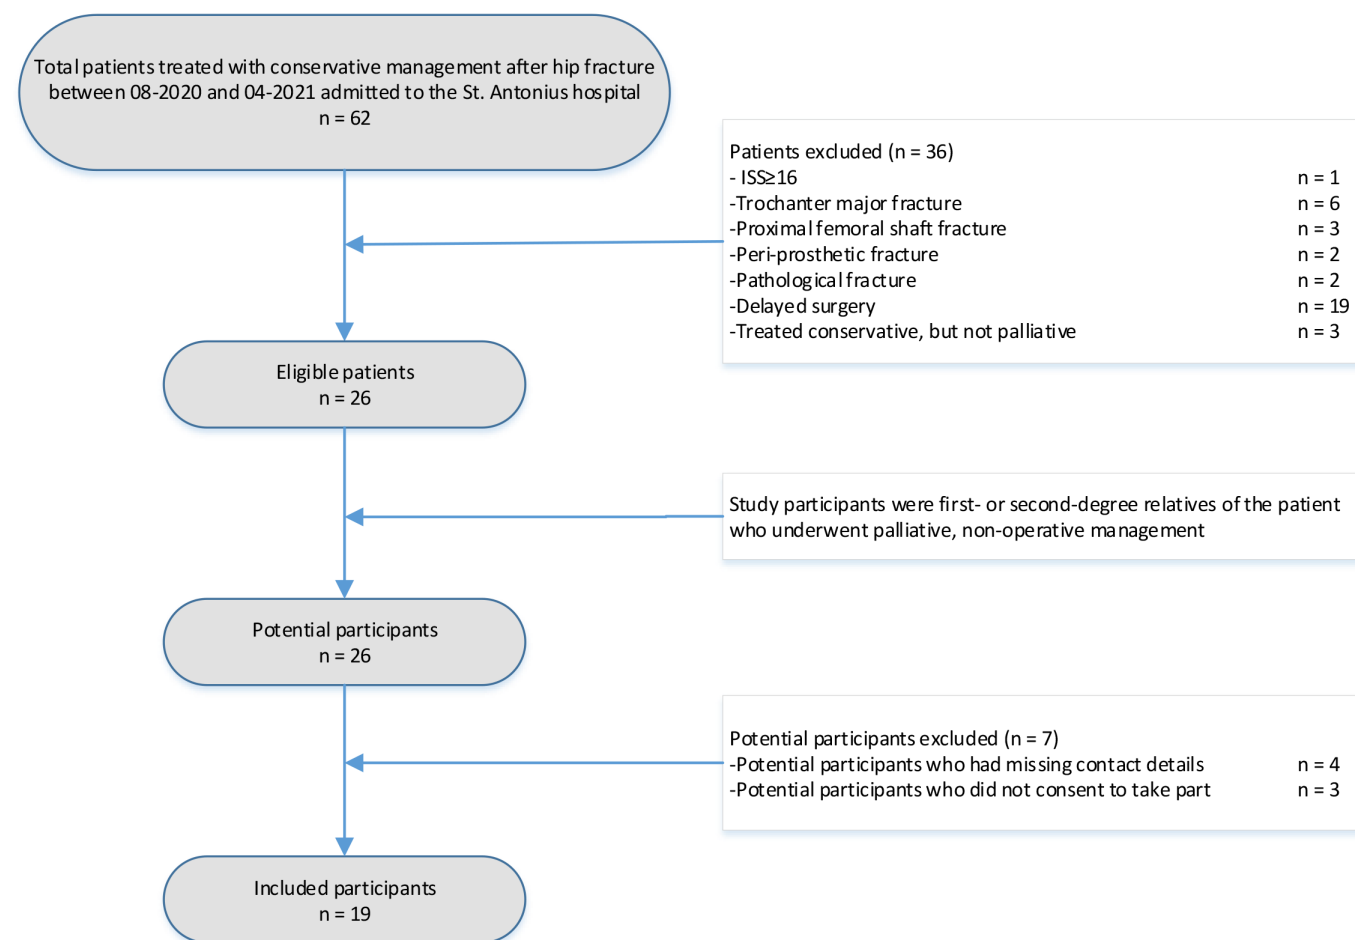 Total patients treated with conservative management after hip fracture
between 08-2020 and 04-2021 admitted to the St. Antonius hospital
n = 62
Patients excluded (n = 36)
- ISS≥16 n = 1
-Trochanter major fracture n = 6
-Proximal femoral shaft fracture n = 3
-Peri-prosthetic fracture n = 2
-Pathological fracture n = 2
-Delayed surgery n = 19
-Treated conservative, but not palliative n = 3
Eligible patients
n = 26
Study participants were first- or second-degree relatives of the patient
who underwent palliative, non-operative management
Potential participants
n = 26
Potential participants excluded (n = 7)
-Potential participants who had missing contact details n = 4
-Potential participants who did not consent to take part n = 3
Included participants
n = 19